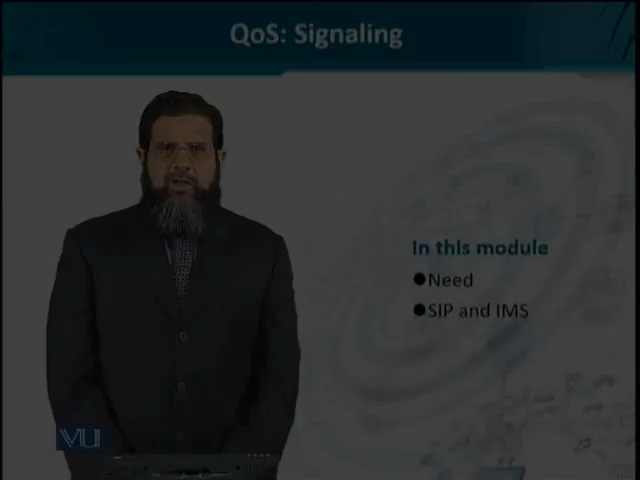 QoS: Signaling
In this module
●Need
●SIP and IMS
VU